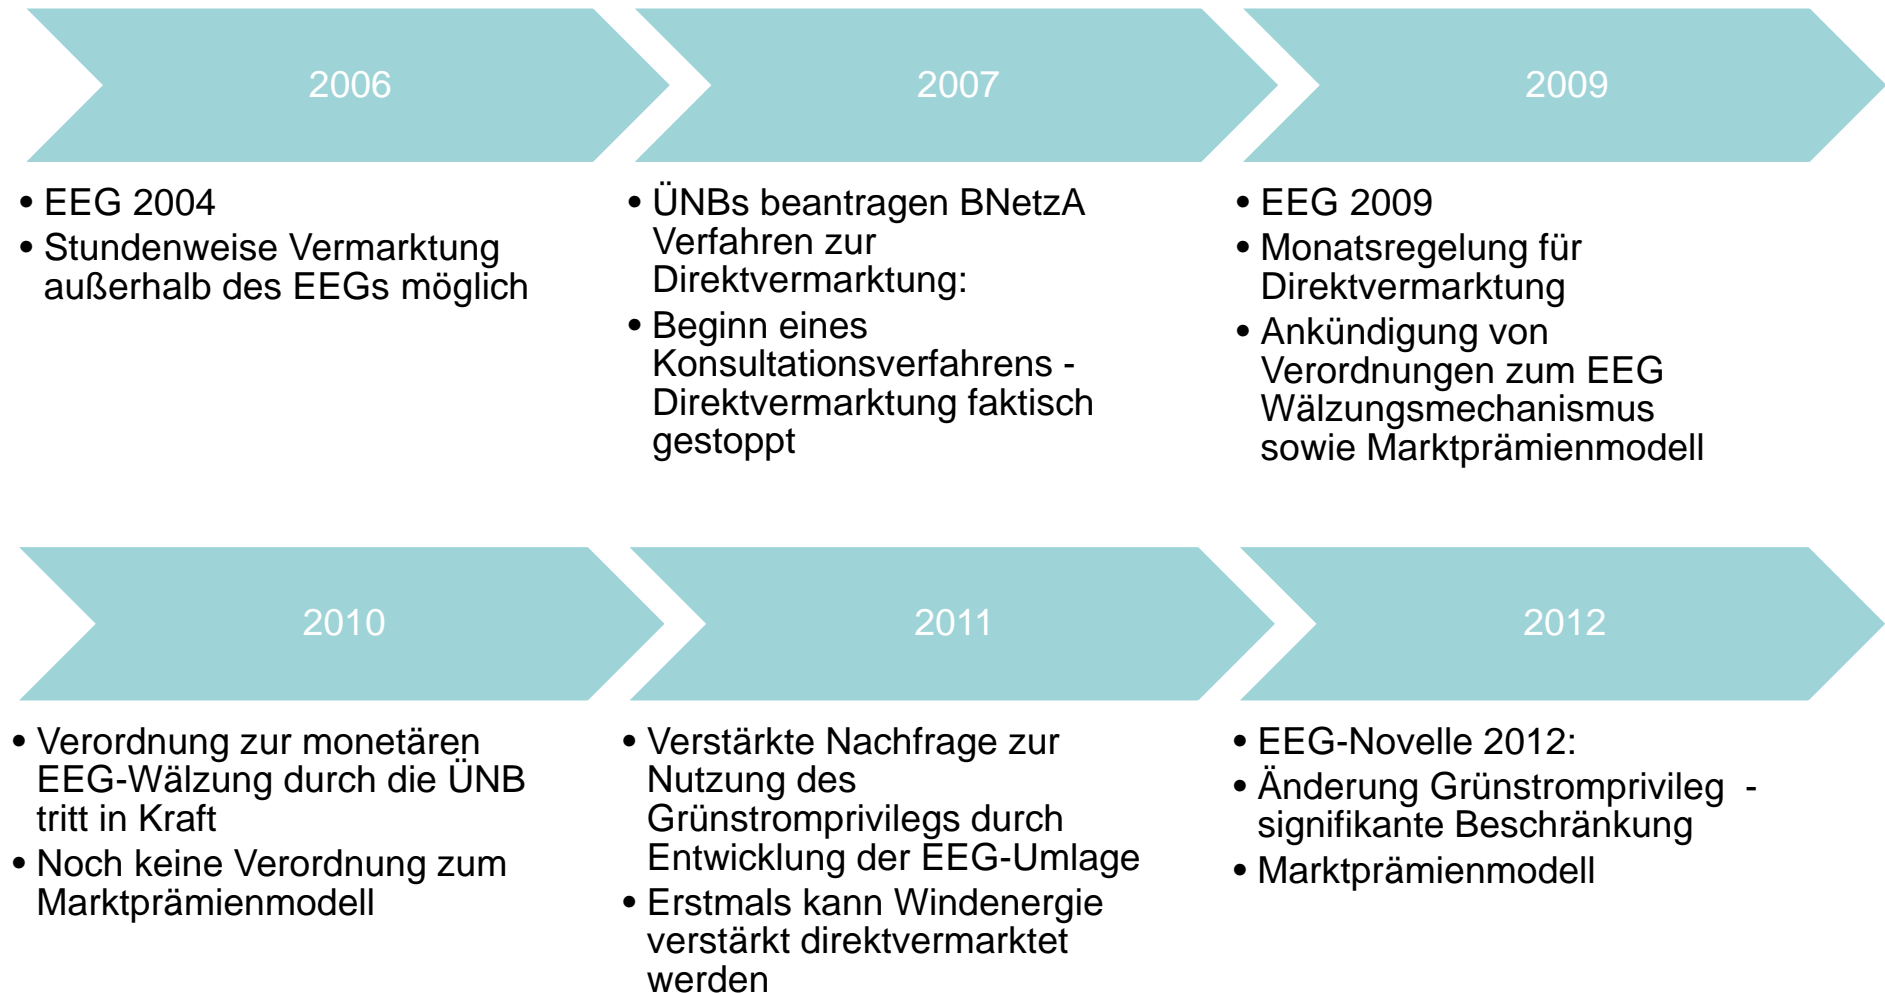 2006
• EEG 2004
• Stundenweise Vermarktung
außerhalb des EEGs möglich
2007
• ÜNBs beantragen BNetzA
Verfahren zur
Direktvermarktung:
• Beginn eines
Konsultationsverfahrens -
Direktvermarktung faktisch
gestoppt
2009
• EEG 2009
• Monatsregelung für
Direktvermarktung
• Ankündigung von
Verordnungen zum EEG
Wälzungsmechanismus
sowie Marktprämienmodell
2010
• Verordnung zur monetären
EEG-Wälzung durch die ÜNB
tritt in Kraft
• Noch keine Verordnung zum
Marktprämienmodell
2011
• Verstärkte Nachfrage zur
Nutzung des
Grünstromprivilegs durch
Entwicklung der EEG-Umlage
• Erstmals kann Windenergie
verstärkt direktvermarktet
werden
2012
• EEG-Novelle 2012:
• Änderung Grünstromprivileg -
signifikante Beschränkung
• Marktprämienmodell